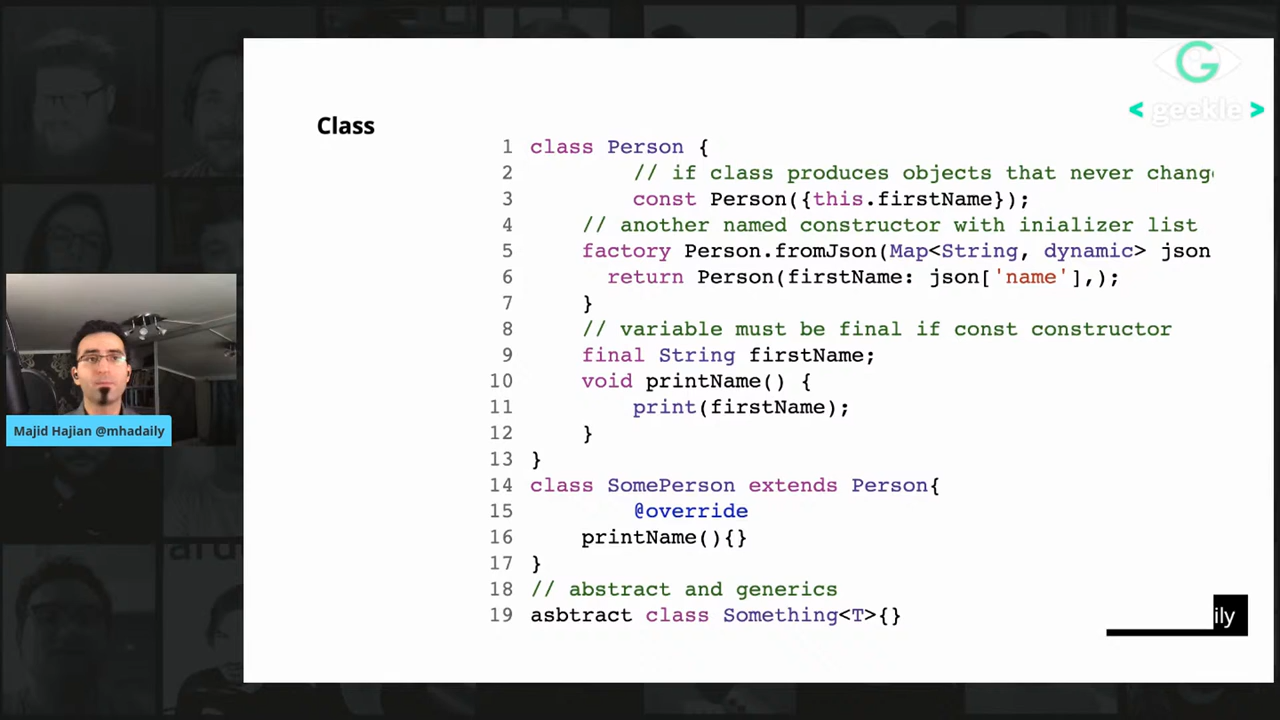 < geekle >
Class
1 class Person {
2 // if class produces objects that never chang
3 const Person({this.firstName});
4 // another named constructor with inializer list
5 factory Person.fromJson(Map<String, dynamic> json
6 return Person(firstName: json['name'],);
7 }
8 // variable must be final if const constructor
9 final String firstName;
10 void printName() {
11 print(firstName);
12 }
13 }
14 class SomePerson extends Person{
15 @override
16 printName(){}
17 }
18 // abstract and generics
19 asbtract class Something<T>{}
Majid Hajian @mhadaily
ily